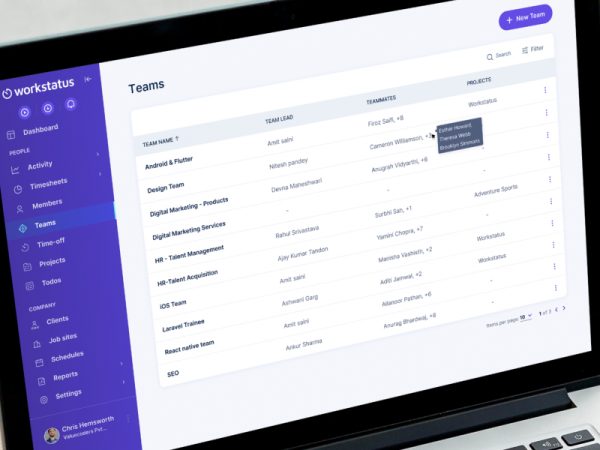 workstatus
Dashboard
PEOPLE
Activity
Timesheets
Members
Teams
Time-off
Projects
Todos
COMPANY
Clients
Job sites
Schedules
Reports
Settings
Chris Hemsworth
Valuecoders Pvt...
Teams
+ New Team
Search
Filter
TEAM NAME ↑ TEAM LEAD TEAMMATES PROJECTS
Android & Flutter Amit saini Firoz Saifi, +8 Workstatus
Design Team Nitesh pandey Cameron Williamson,
Esther Howard,
Theresa Webb
Brooklyn Simmons
Digital Marketing - Products Devna Maheshwari Anugrah Vidyarthi, +8
Digital Marketing Services - - -
HR - Talent Management Rahul Srivastava Surbhi San, +1 Adventure Sports
HR-Talent Acquisition Ajay Kumar Tandon Yamini Chopra, +7 -
iOS Team Amit saini Manisha Vashisth, +2 Workstatus
Laravel Trainee Ashwani Garg Aditi Jamwal, +2 Workstatus
React native team Amit saini Allanoor Pathan, +6 -
SEO Ankur Sharma Anurag Bhardwaj, +8 -
Items per page 10 1 of 3